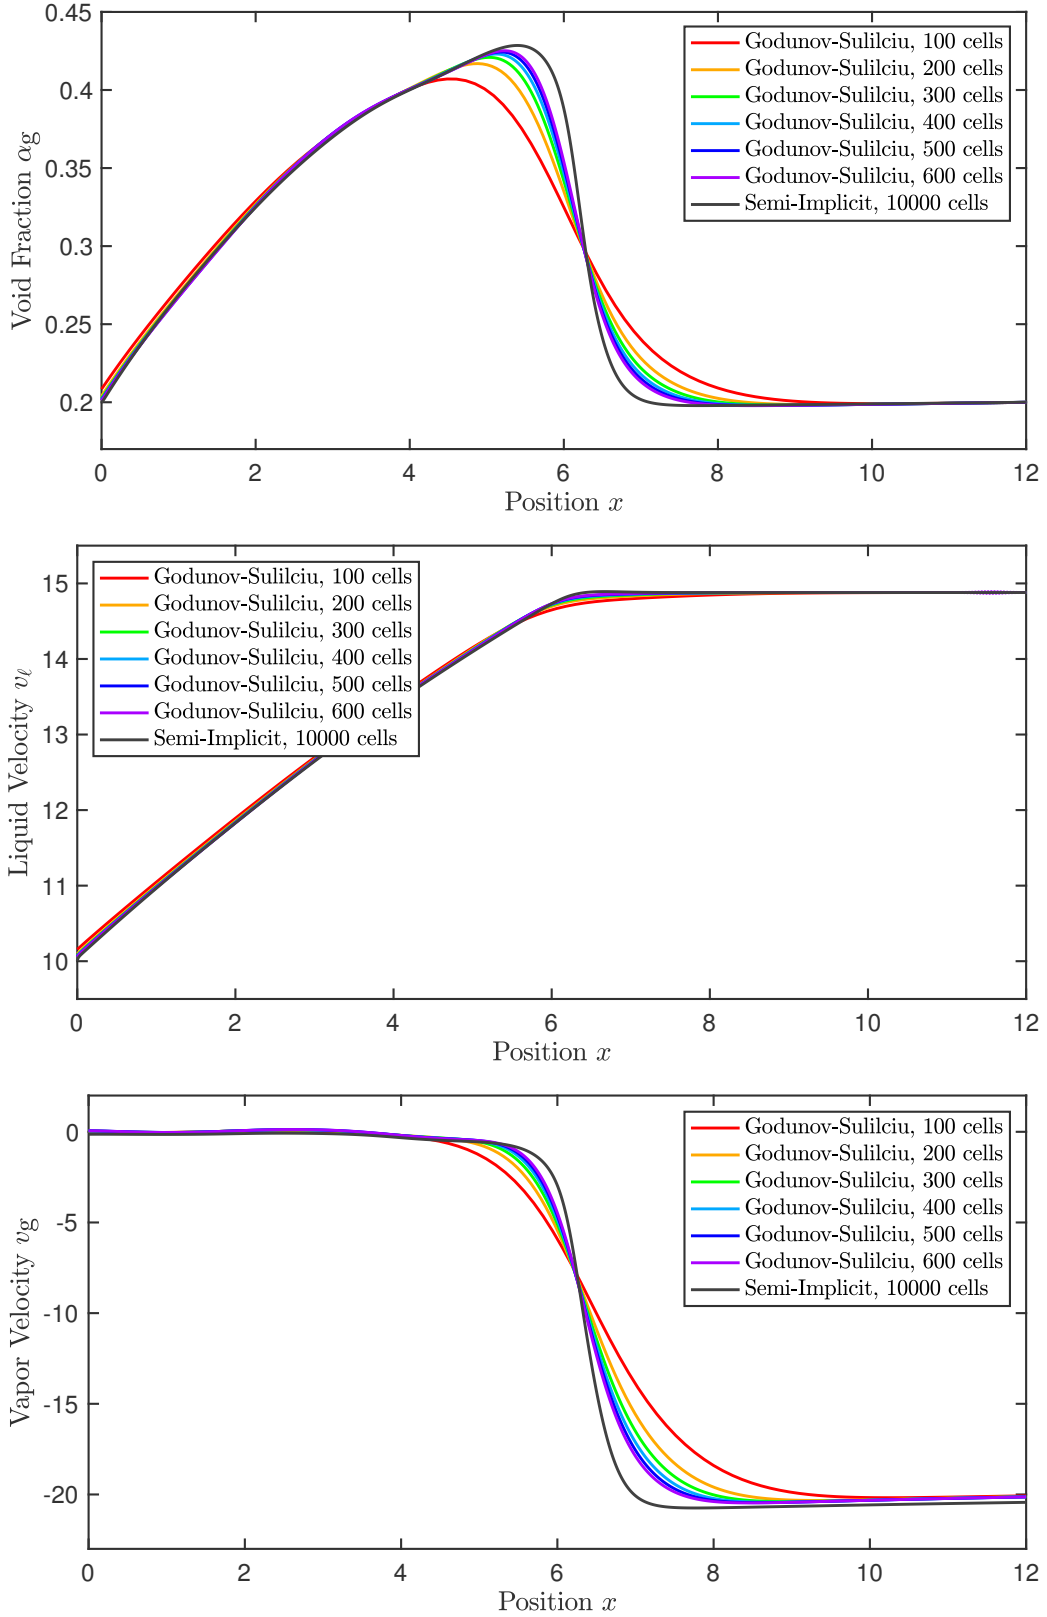 0.45
0.4
0.35
0.3
0.25
0.2
Void Fraction αg
Godunov-Sulilciu, 100 cells
Godunov-Sulilciu, 200 cells
Godunov-Sulilciu, 300 cells
Godunov-Sulilciu, 400 cells
Godunov-Sulilciu, 500 cells
Godunov-Sulilciu, 600 cells
Semi-Implicit, 10000 cells
0 2 4 6 8 10 12
Position x
15
14
13
12
11
10
Liquid Velocity vℓ
Godunov-Sulilciu, 100 cells
Godunov-Sulilciu, 200 cells
Godunov-Sulilciu, 300 cells
Godunov-Sulilciu, 400 cells
Godunov-Sulilciu, 500 cells
Godunov-Sulilciu, 600 cells
Semi-Implicit, 10000 cells
0 2 4 6 8 10 12
Position x
0
-5
-10
-15
-20
Vapor Velocity vg
Godunov-Sulilciu, 100 cells
Godunov-Sulilciu, 200 cells
Godunov-Sulilciu, 300 cells
Godunov-Sulilciu, 400 cells
Godunov-Sulilciu, 500 cells
Godunov-Sulilciu, 600 cells
Semi-Implicit, 10000 cells
0 2 4 6 8 10 12
Position x